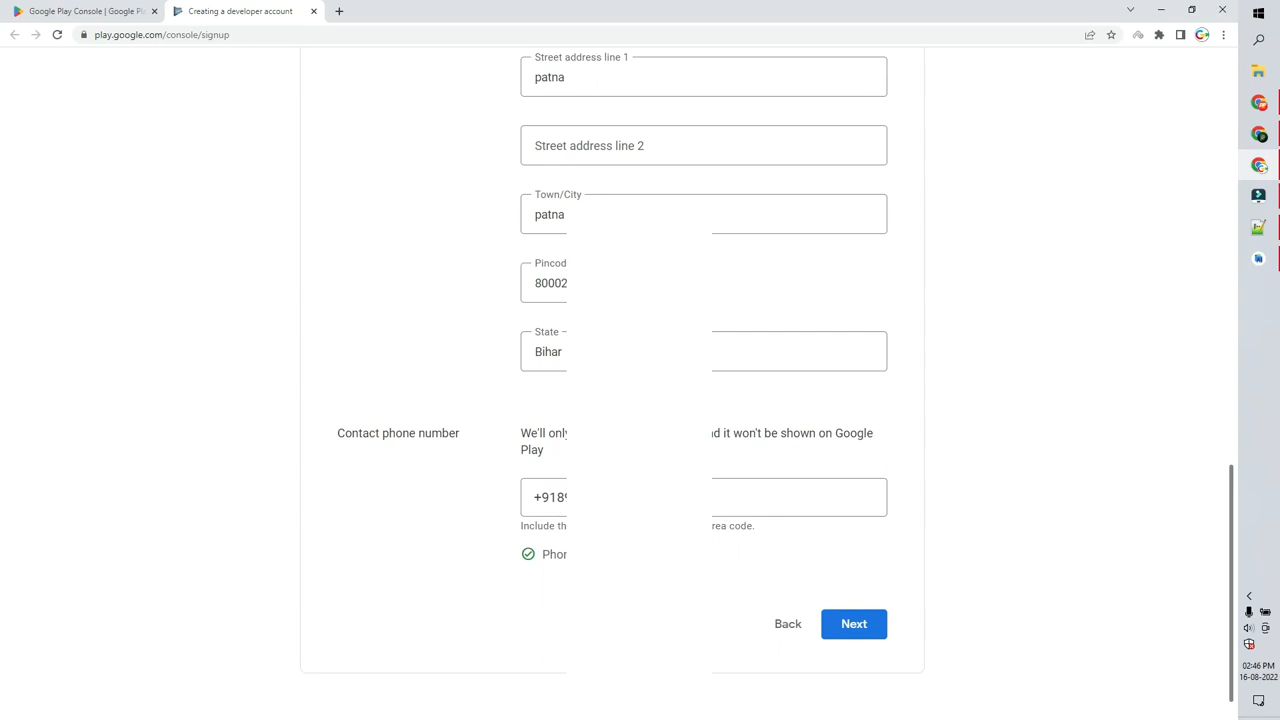 Google Play Console | Google Pl
Creating a developer account
play.google.com/console/signup
Street address line 1
patna
Street address line 2
Town/City
patna
Pincod
80002
State
Bihar
Contact phone number
We'll only
d it won't be shown on Google
Play
+918
Include th
rea code.
Phor
Back
Next
02:46 PM
16-08-2022